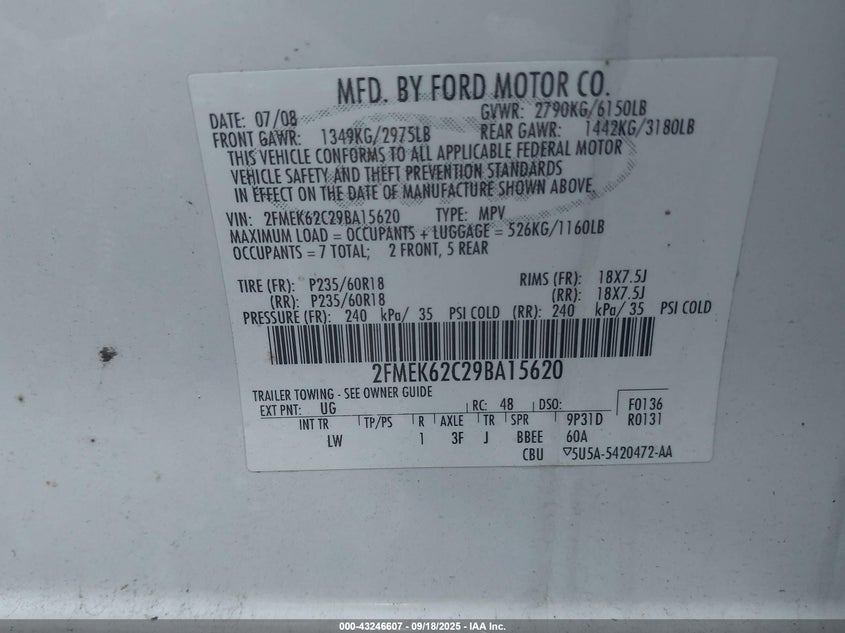 MFD. BY FORD MOTOR CO.
DATE: 07/08 GVWR: 2790KG/6150LB
FRONT GAWR: 1349KG/2975LB REAR GAWR: 1442KG/3180LB
THIS VEHICLE CONFORMS TO ALL APPLICABLE FEDERAL MOTOR
VEHICLE SAFETY AND THEFT PREVENTION STANDARDS
IN EFFECT ON THE DATE OF MANUFACTURE SHOWN ABOVE.
VIN: 2FMEK62C29BA15620 TYPE: MPV
MAXIMUM LOAD = OCCUPANTS + LUGGAGE = 526KG/1160LB
OCCUPANTS = 7 TOTAL; 2 FRONT, 5 REAR
TIRE (FR): P235/60R18 RIMS (FR): 18X7.5J
(RR): P235/60R18 (RR): 18X7.5J
PRESSURE (FR): 240 kPa/ 35 PSI COLD (RR): 240 kPa/ 35 PSI COLD
2FMEK62C29BA15620
TRAILER TOWING - SEE OWNER GUIDE
EXT PNT: UG RC: 48 DSO: F0136
INT TR TP/PS R AXLE TR SPR 9P31D R0131
LW 1 3F J BBEE 60A
CBU ▽5U5A-5420472-AA
000-43246607 - 09/18/2025 - IAA Inc.